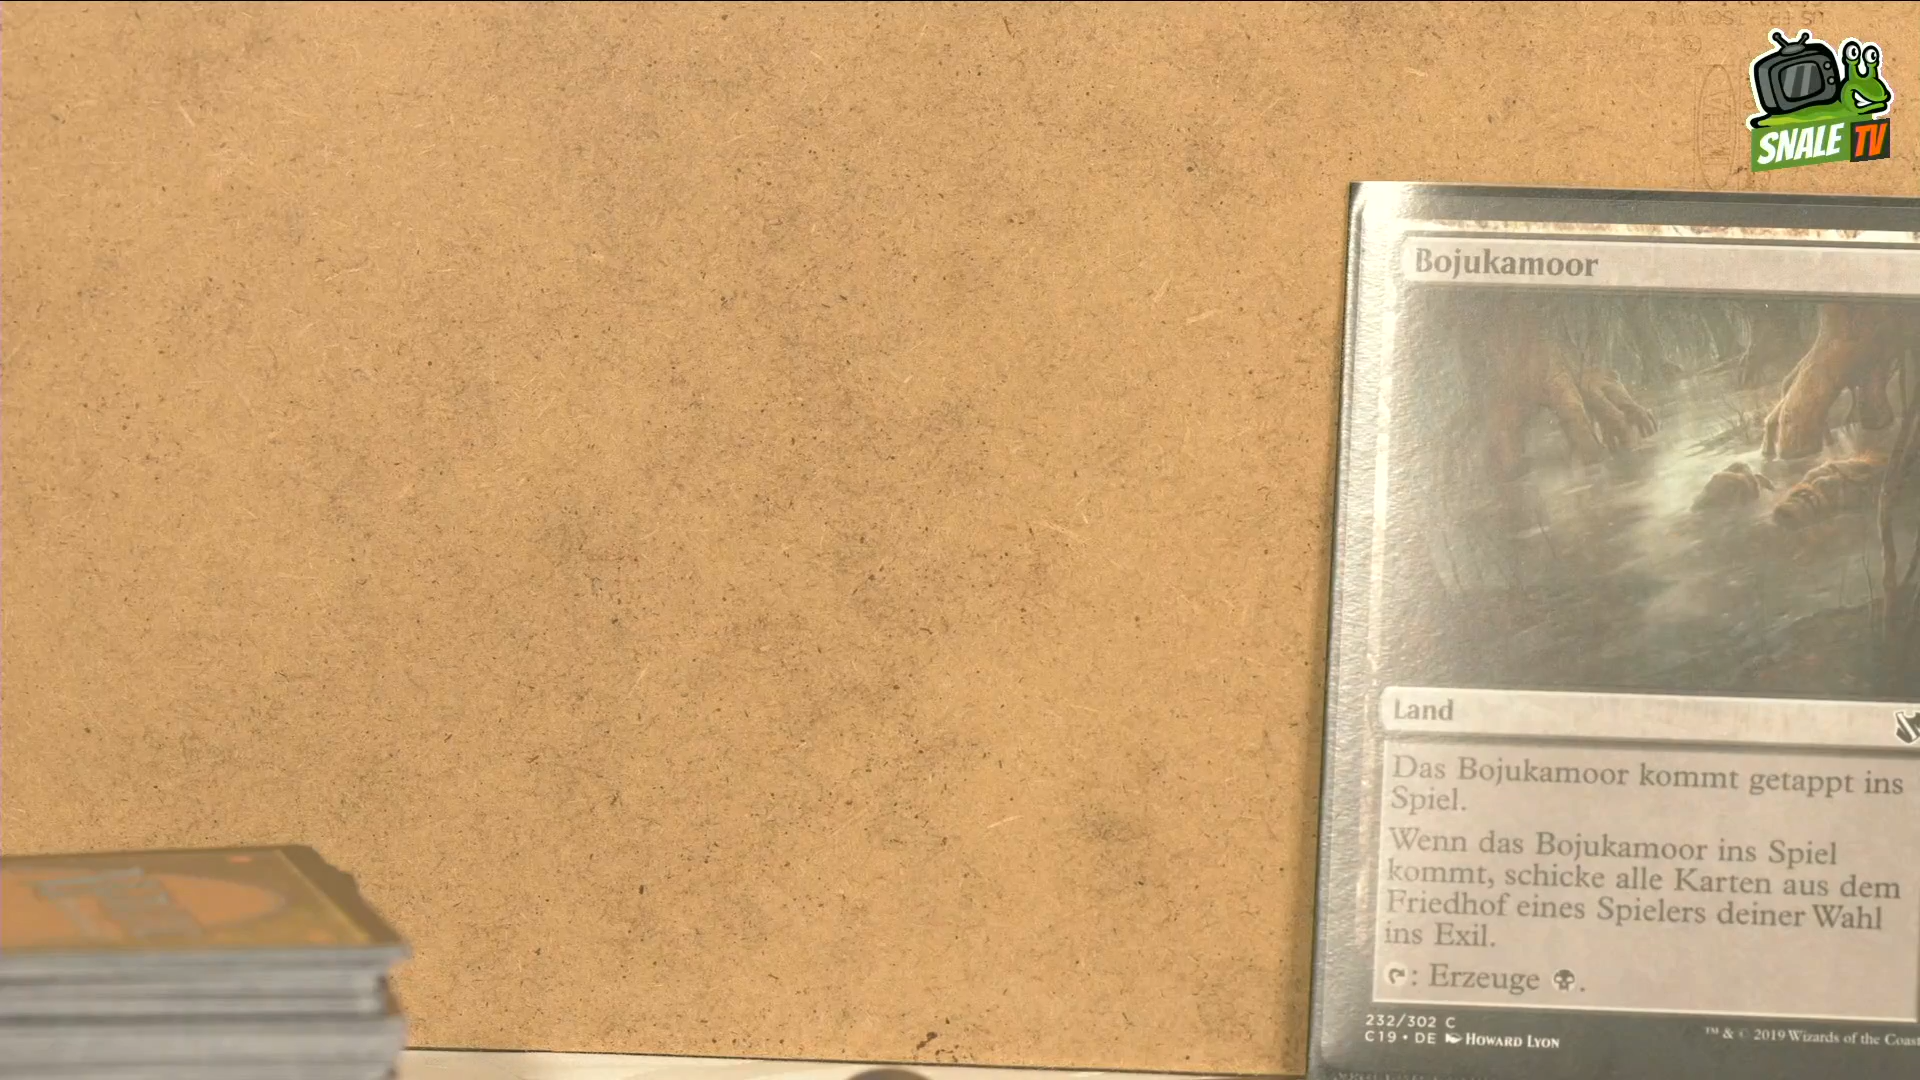 SNALE TV
Bojukamoor
Land
Das Bojukamoor kommt getappt ins
Spiel.
Wenn das Bojukamoor ins Spiel
kommt, schicke alle Karten aus dem
Friedhof eines Spielers deiner Wahl
ins Exil.
: Erzeuge .
232/302 C
C19 • DE HOWARD LYON
™ & © 2019 Wizards of the Coast